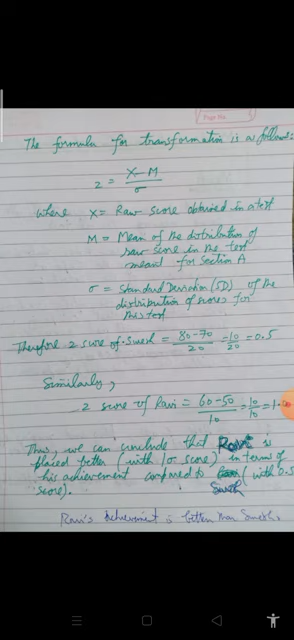 Page No.
The formula for transformation is a follows:
z = X - M / σ
where X = Raw score obtained in a test
M = Mean of the distribution of
raw score in the test
meant for Section A
σ = Standard Deviation (SD) of the
distribution of scores for
this test
Therefore z score of Suresh = 80-70 / 20 = 10 / 20 = 0.5
Similarly,
z score of Ravi = 60-50 / 10 = 10 / 10 = 1.
Thus, we can conclude that Ravi is
placed better (with 1σ score) in terms of
his achievement compared to (with 0.5
Suresh
score).
Ravi's Achievement is better than Suresh.